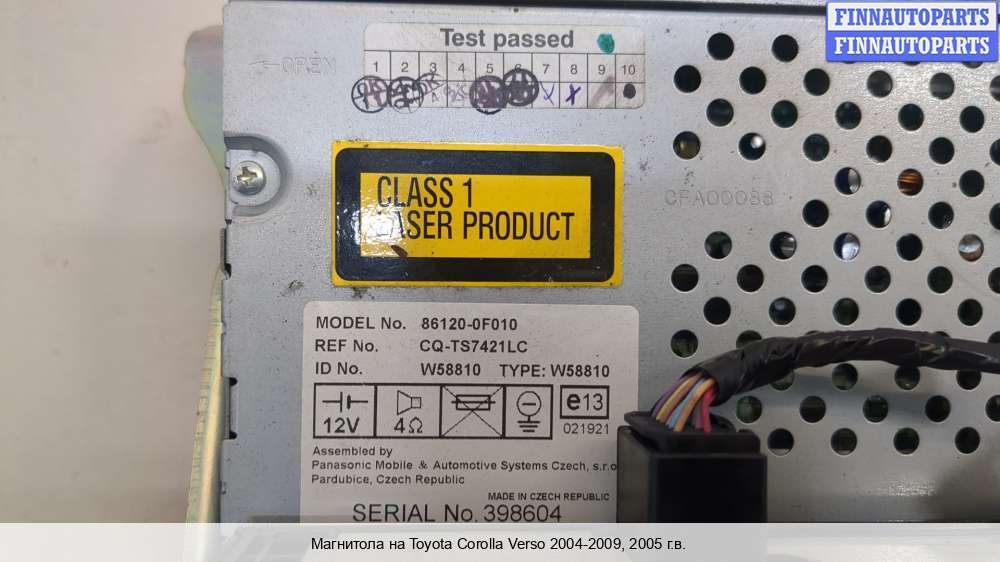 FINNAUTOPARTS
FINNAUTOPARTS
Test passed
OPEN
1 2 3 4 5 6 7 8 9 10
CLASS 1
LASER PRODUCT
CFA00088
MODEL No. 86120-0F010
REF No. CQ-TS7421LC
ID No. W58810 TYPE: W58810
12V 4Ω e13
021921
Assembled by
Panasonic Mobile & Automotive Systems Czech, s.r.o
Pardubice, Czech Republic
MADE IN CZECH REPUBLIC
SERIAL No. 398604
Магнитола на Toyota Corolla Verso 2004-2009, 2005 г.в.